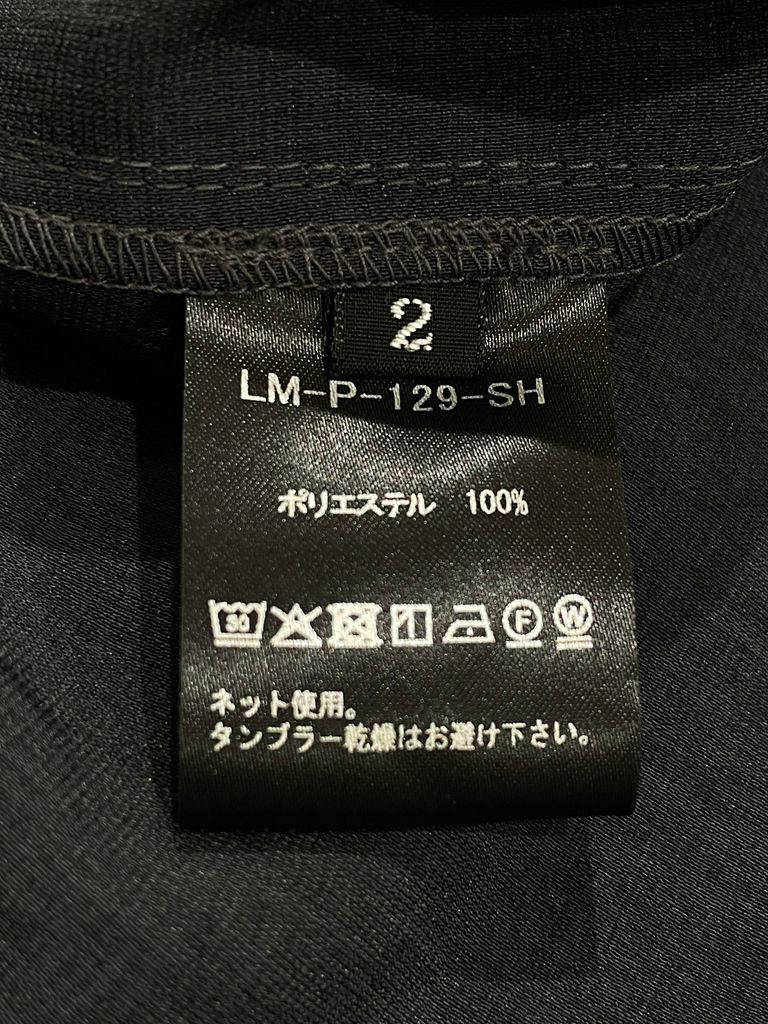 2
LM-P-129-SH
ポリエステル 100%
30
F W
ネット使用。
タンブラー乾燥はお避け下さい。